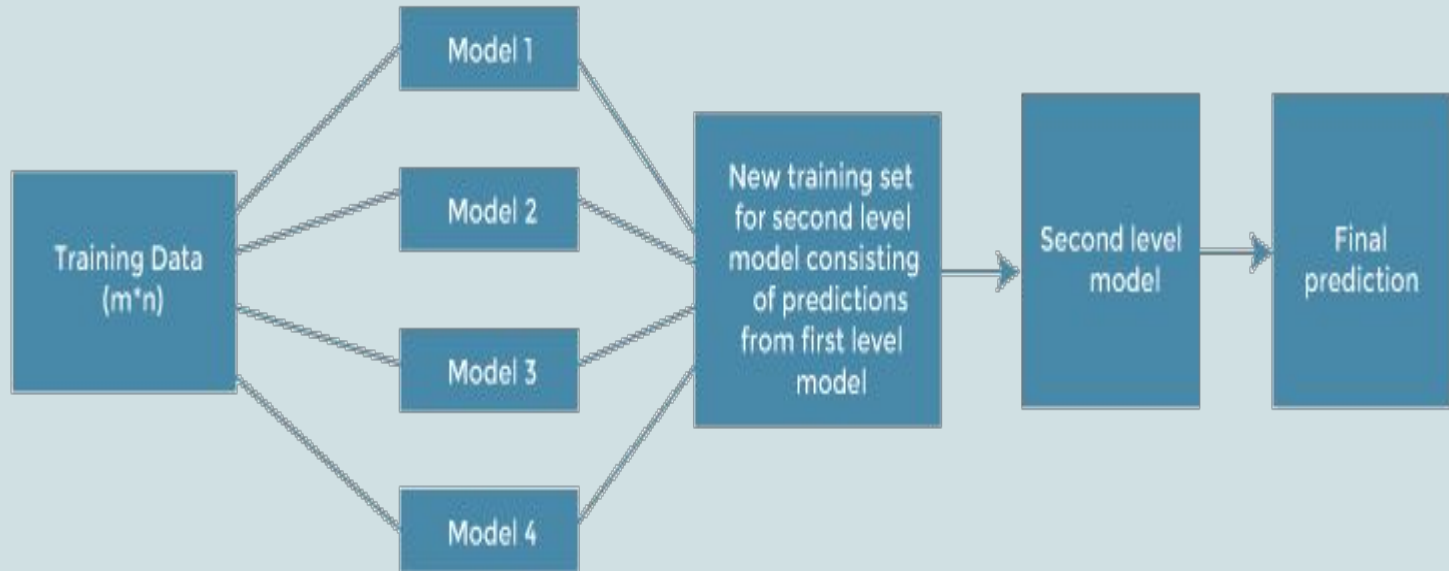 Training Data
(m*n)
Model 1
Model 2
Model 3
Model 4
New training set
for second level
model consisting
of predictions
from first level
model
Second level
model
Final
prediction